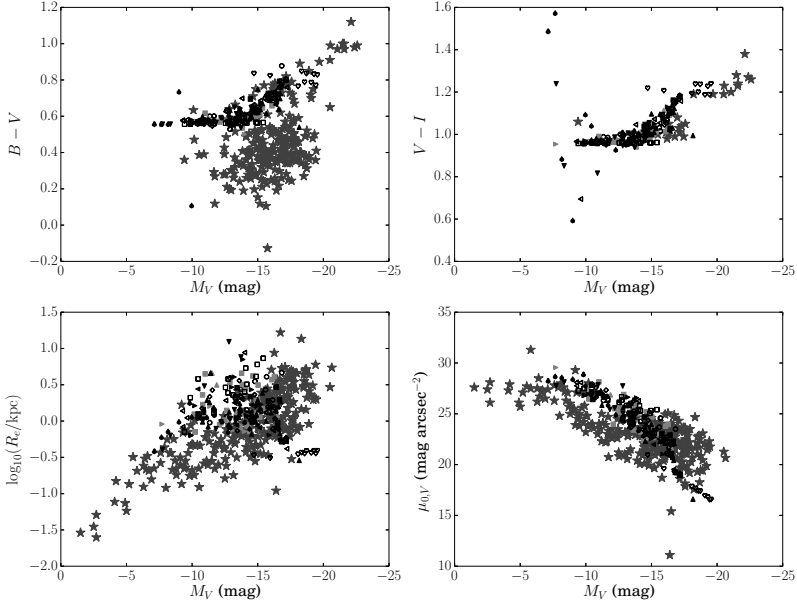 1.2
1.0
0.8
0.6
0.4
0.2
0.0
−0.2
B − V
0 −5 −10 −15 −20 −25
M_V (mag)
1.6
1.4
1.2
1.0
0.8
0.6
0.4
V − I
0 −5 −10 −15 −20 −25
M_V (mag)
1.5
1.0
0.5
0.0
−0.5
−1.0
−1.5
−2.0
log₁₀(R_e/kpc)
0 −5 −10 −15 −20 −25
M_V (mag)
35
30
25
20
15
10
μ₀,V (mag arcsec⁻²)
0 −5 −10 −15 −20 −25
M_V (mag)